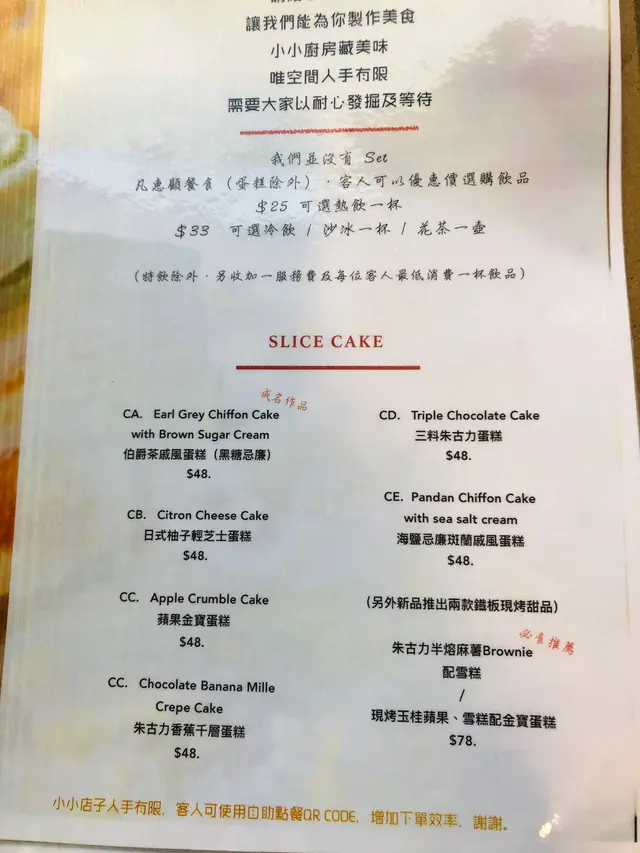 讓我們能為你製作美食
小小廚房藏美味
唯空間人手有限
需要大家以耐心發掘及等待
我們並沒有 Set
凡惠顧餐食（蛋糕除外），客人可以優惠價選購飲品
$25 可選熱飲一杯
$33 可選冷飲 / 沙冰一杯 / 花茶一壺
（特飲除外，另收加一服務費及每位客人最低消費一杯飲品）
SLICE CAKE
成名作品
CA. Earl Grey Chiffon Cake
with Brown Sugar Cream
伯爵茶戚風蛋糕（黑糖忌廉）
$48.
CB. Citron Cheese Cake
日式柚子輕芝士蛋糕
$48.
CC. Apple Crumble Cake
蘋果金寶蛋糕
$48.
CC. Chocolate Banana Mille
Crepe Cake
朱古力香蕉千層蛋糕
$48.
CD. Triple Chocolate Cake
三料朱古力蛋糕
$48.
CE. Pandan Chiffon Cake
with sea salt cream
海鹽忌廉斑蘭戚風蛋糕
$48.
（另外新品推出兩款鐵板現烤甜品）
必食推薦
朱古力半熔麻薯Brownie
配雪糕
/
現烤玉桂蘋果、雪糕配金寶蛋糕
$78.
小小店子人手有限，客人可使用自助點餐QR CODE，增加下單效率，謝謝。